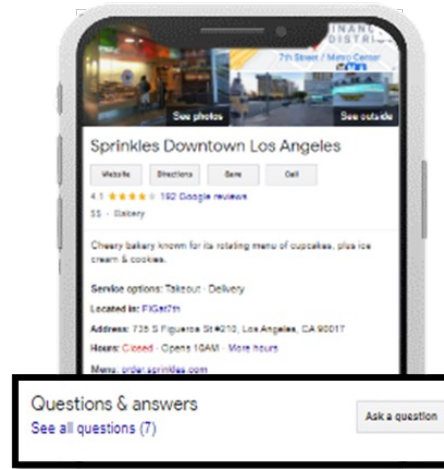 FINANC
DISTRI
7th Street / Metro Center
See photos
See outside
Sprinkles Downtown Los Angeles
Website
Directions
Save
Call
4.1 192 Google reviews
$$ · Bakery
Cheery bakery known for its rotating menu of cupcakes, plus ice
cream & cookies.
Service options: Takeout · Delivery
Located in: FIGat7th
Address: 735 S Figueroa St #210, Los Angeles, CA 90017
Hours: Closed · Opens 10AM · More hours
Menu: order.sprinkles.com
Questions & answers
See all questions (7)
Ask a question